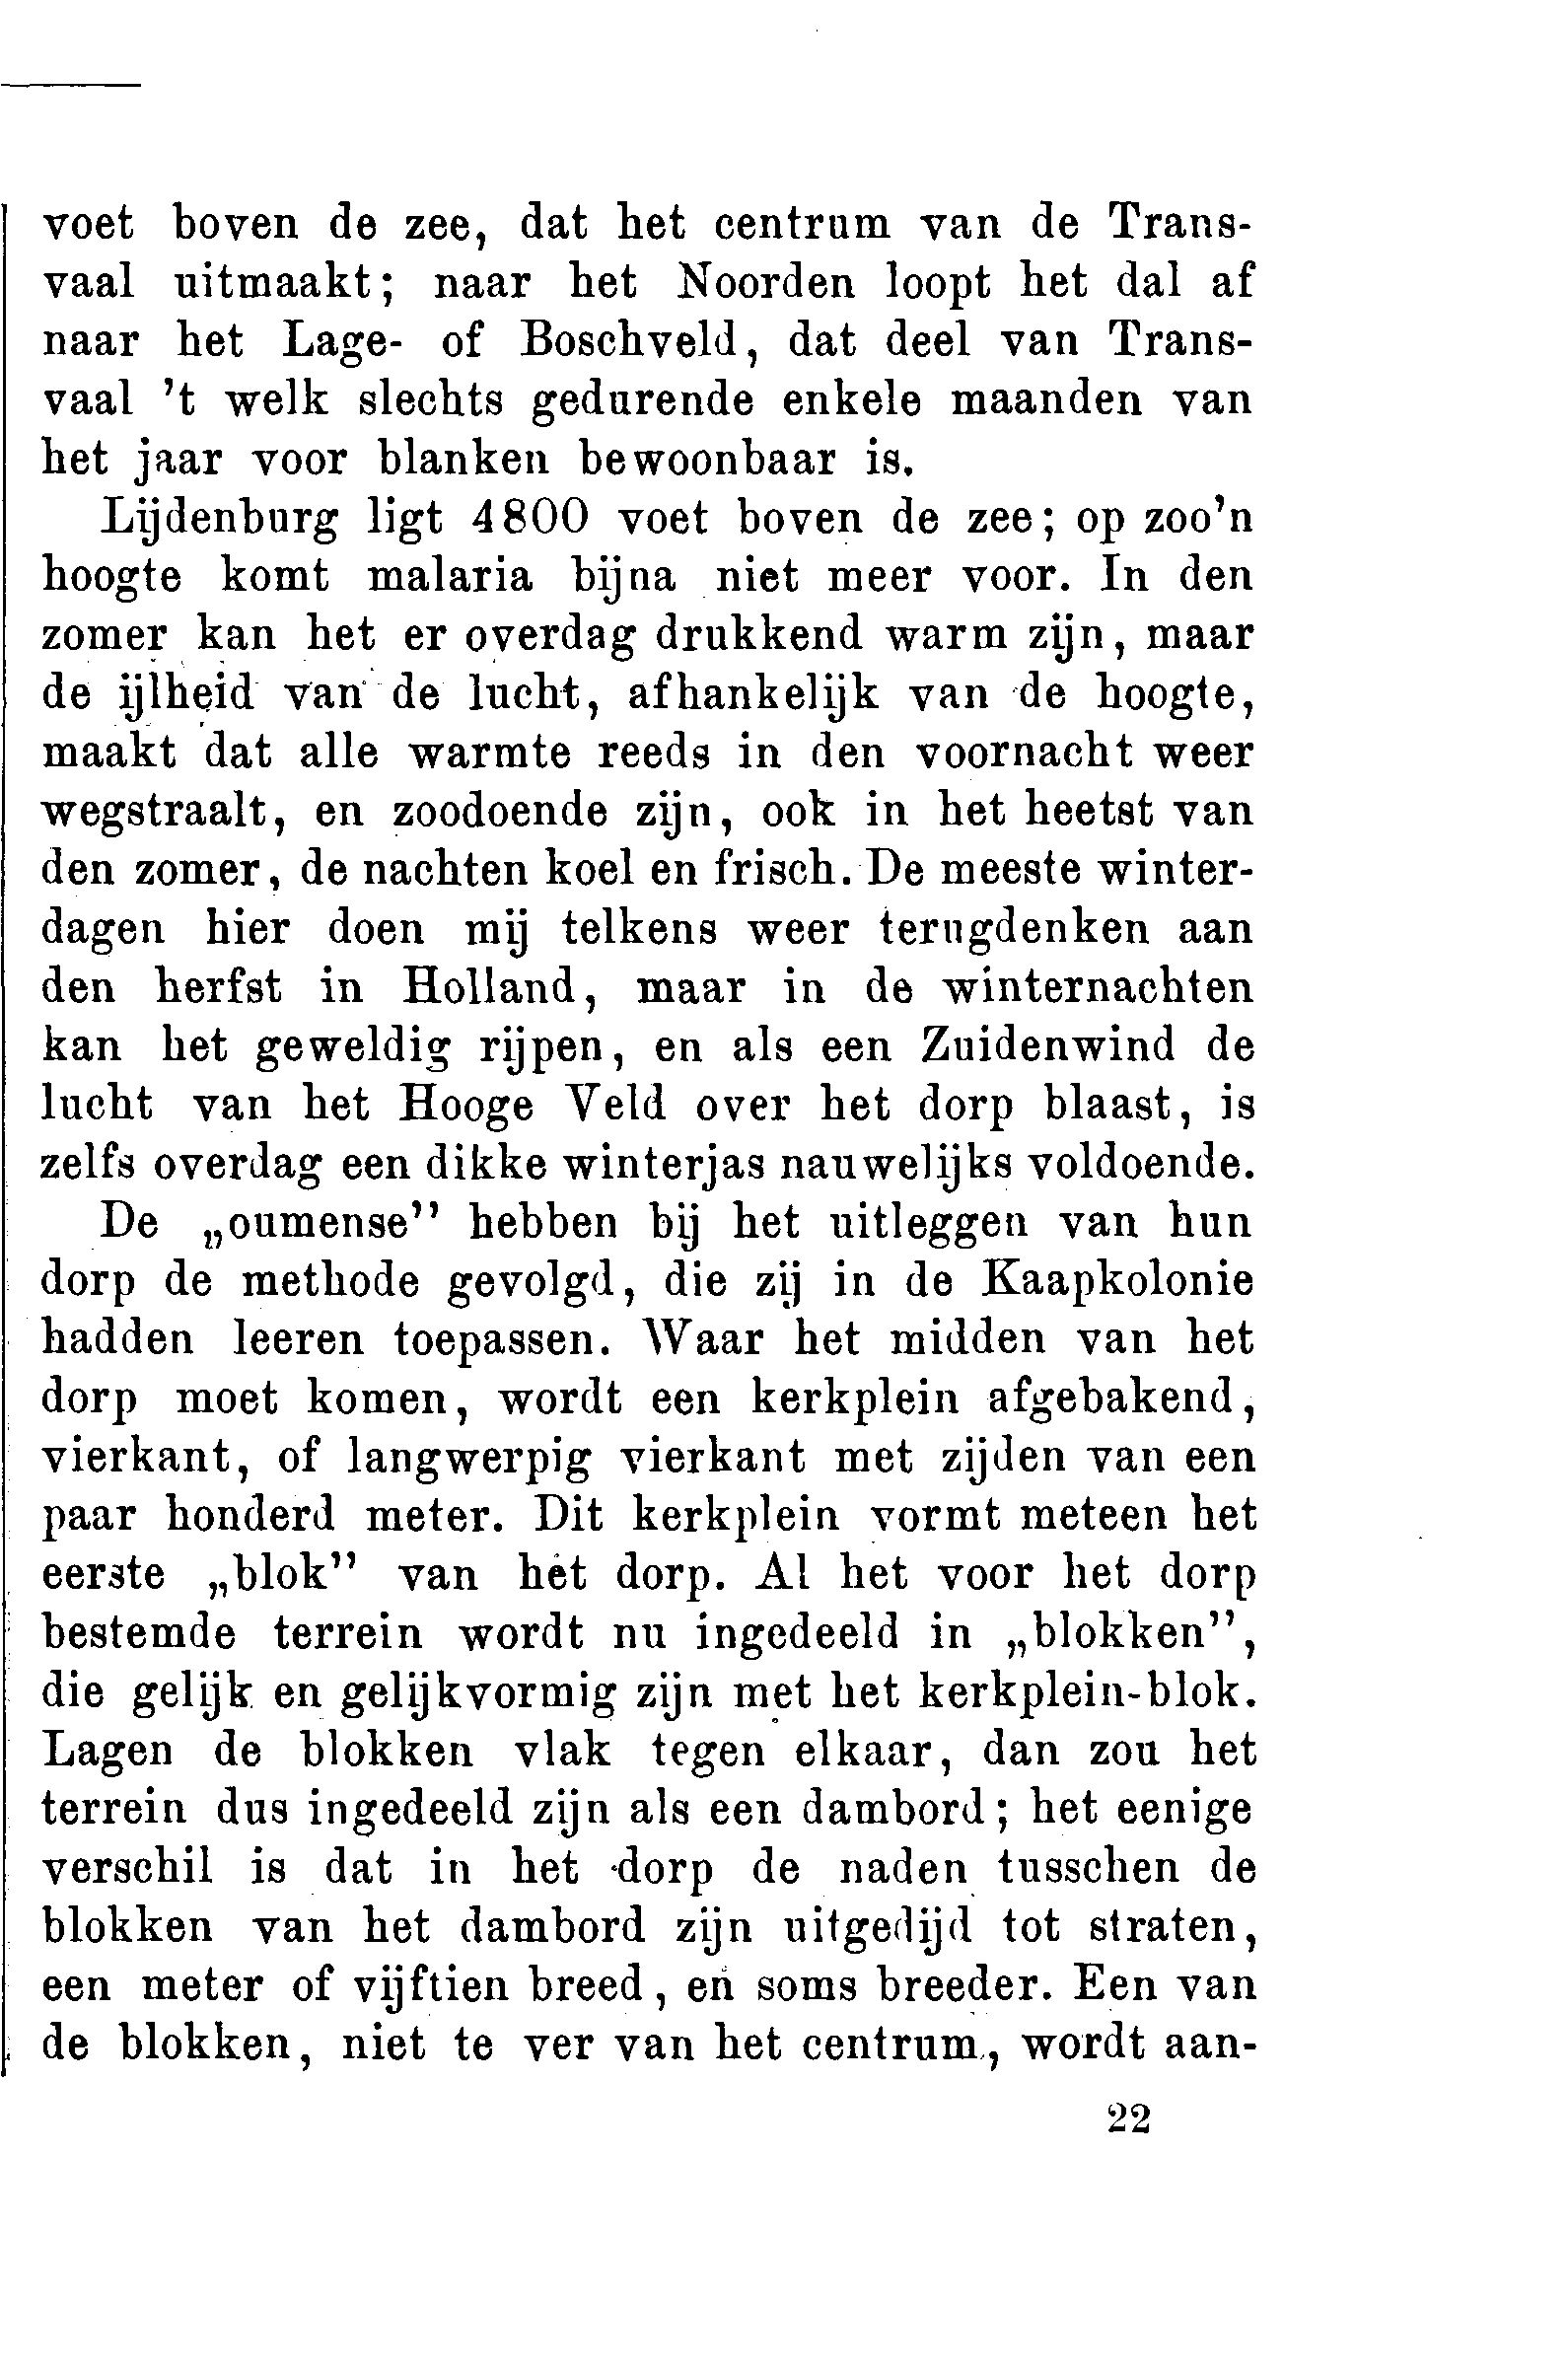 voet boven de zee, dat het centrum van de Trans-
vaal uitmaakt; naar het Noorden loopt het dal af
naar het Lage- of Boschveld, dat deel van Trans-
vaal 't welk slechts gedurende enkele maanden van
het jaar voor blanken bewoonbaar is.
Lijdenburg ligt 4800 voet boven de zee; op zoo'n
hoogte komt malaria bijna niet meer voor. In den
zomer kan het er overdag drukkend warm zijn, maar
de ijlheid van de lucht, afhankelijk van de hoogte,
maakt dat alle warmte reeds in den voornacht weer
wegstraalt, en zoodoende zijn, ook in het heetst van
den zomer, de nachten koel en frisch. De meeste winter-
dagen hier doen mij telkens weer terugdenken aan
den herfst in Holland, maar in de winternachten
kan het geweldig rijpen, en als een Zuidenwind de
lucht van het Hooge Veld over het dorp blaast, is
zelfs overdag een dikke winterjas nauwelijks voldoende.
De „oumense” hebben bij het uitleggen van hun
dorp de methode gevolgd, die zij in de Kaapkolonie
hadden leeren toepassen. Waar het midden van het
dorp moet komen, wordt een kerkplein afgebakend,
vierkant, of langwerpig vierkant met zijden van een
paar honderd meter. Dit kerkplein vormt meteen het
eerste „blok” van het dorp. Al het voor het dorp
bestemde terrein wordt nu ingedeeld in „blokken”,
die gelijk en gelijkvormig zijn met het kerkplein-blok.
Lagen de blokken vlak tegen elkaar, dan zou het
terrein dus ingedeeld zijn als een dambord; het eenige
verschil is dat in het dorp de naden tusschen de
blokken van het dambord zijn uitgedijd tot straten,
een meter of vijftien breed, en soms breeder. Een van
de blokken, niet te ver van het centrum, wordt aan-
22